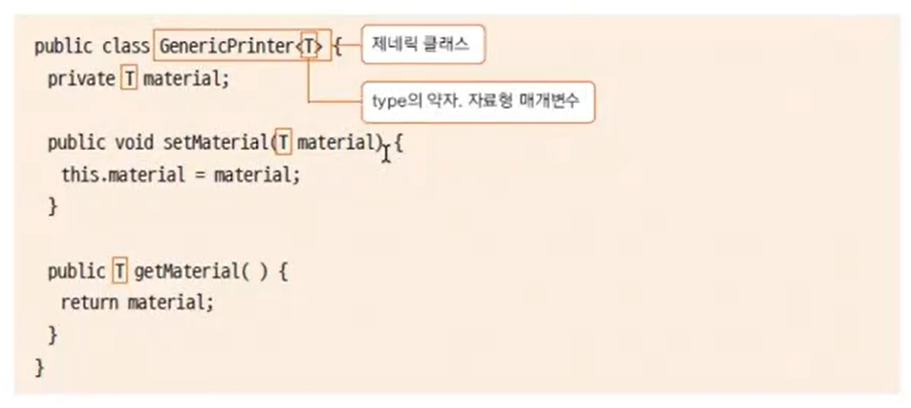 public class GenericPrinter<T> { 제네릭 클래스
private T material;
type의 약자. 자료형 매개변수
public void setMaterial(T material) {
this.material = material;
}
public T getMaterial( ) {
return material;
}
}